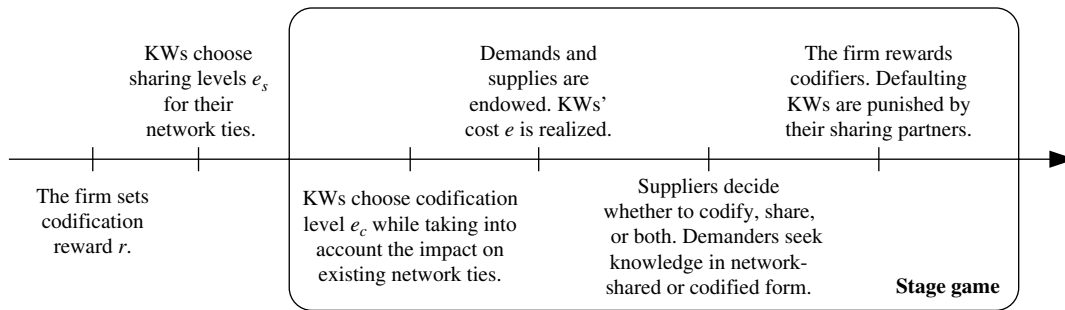 KWs choose
sharing levels e_s
for their
network ties.
Demands and
supplies are
endowed. KWs'
cost e is realized.
The firm rewards
codifiers. Defaulting
KWs are punished by
their sharing partners.
The firm sets
codification
reward r.
KWs choose codification
level e_c while taking into
account the impact on
existing network ties.
Suppliers decide
whether to codify, share,
or both. Demanders seek
knowledge in network-
shared or codified form.
Stage game